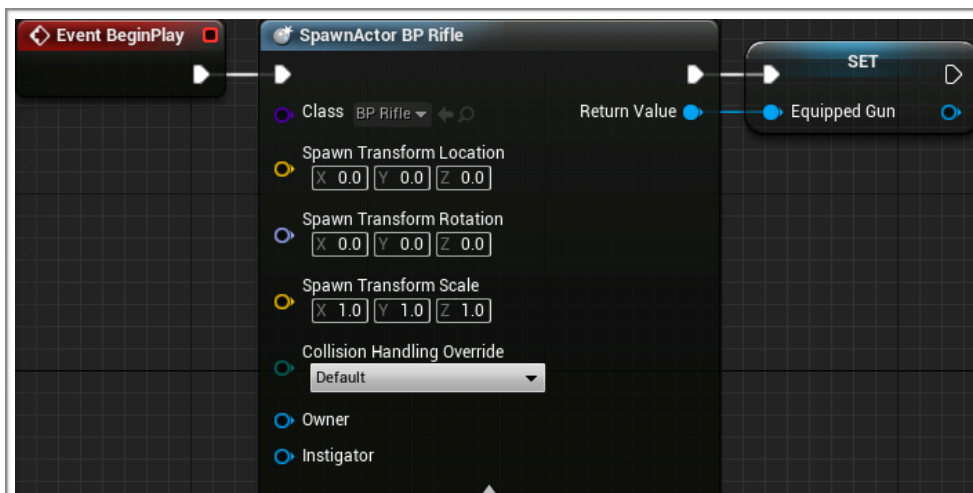 Event BeginPlay
SpawnActor BP Rifle
SET
Class BP Rifle
Return Value
Equipped Gun
Spawn Transform Location
X 0.0 Y 0.0 Z 0.0
Spawn Transform Rotation
X 0.0 Y 0.0 Z 0.0
Spawn Transform Scale
X 1.0 Y 1.0 Z 1.0
Collision Handling Override
Default
Owner
Instigator